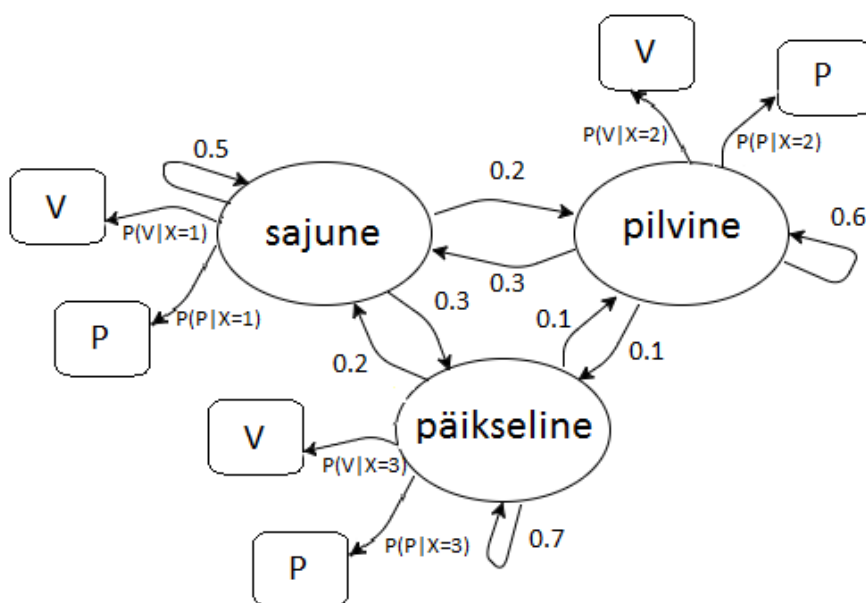 V
P
P(V|X=2)
P(P|X=2)
0.5
0.2
V
sajune
pilvine
0.6
P(V|X=1)
0.3
P
P(P|X=1)
0.3
0.1
0.1
0.2
V
päikseline
P(V|X=3)
P
P(P|X=3)
0.7